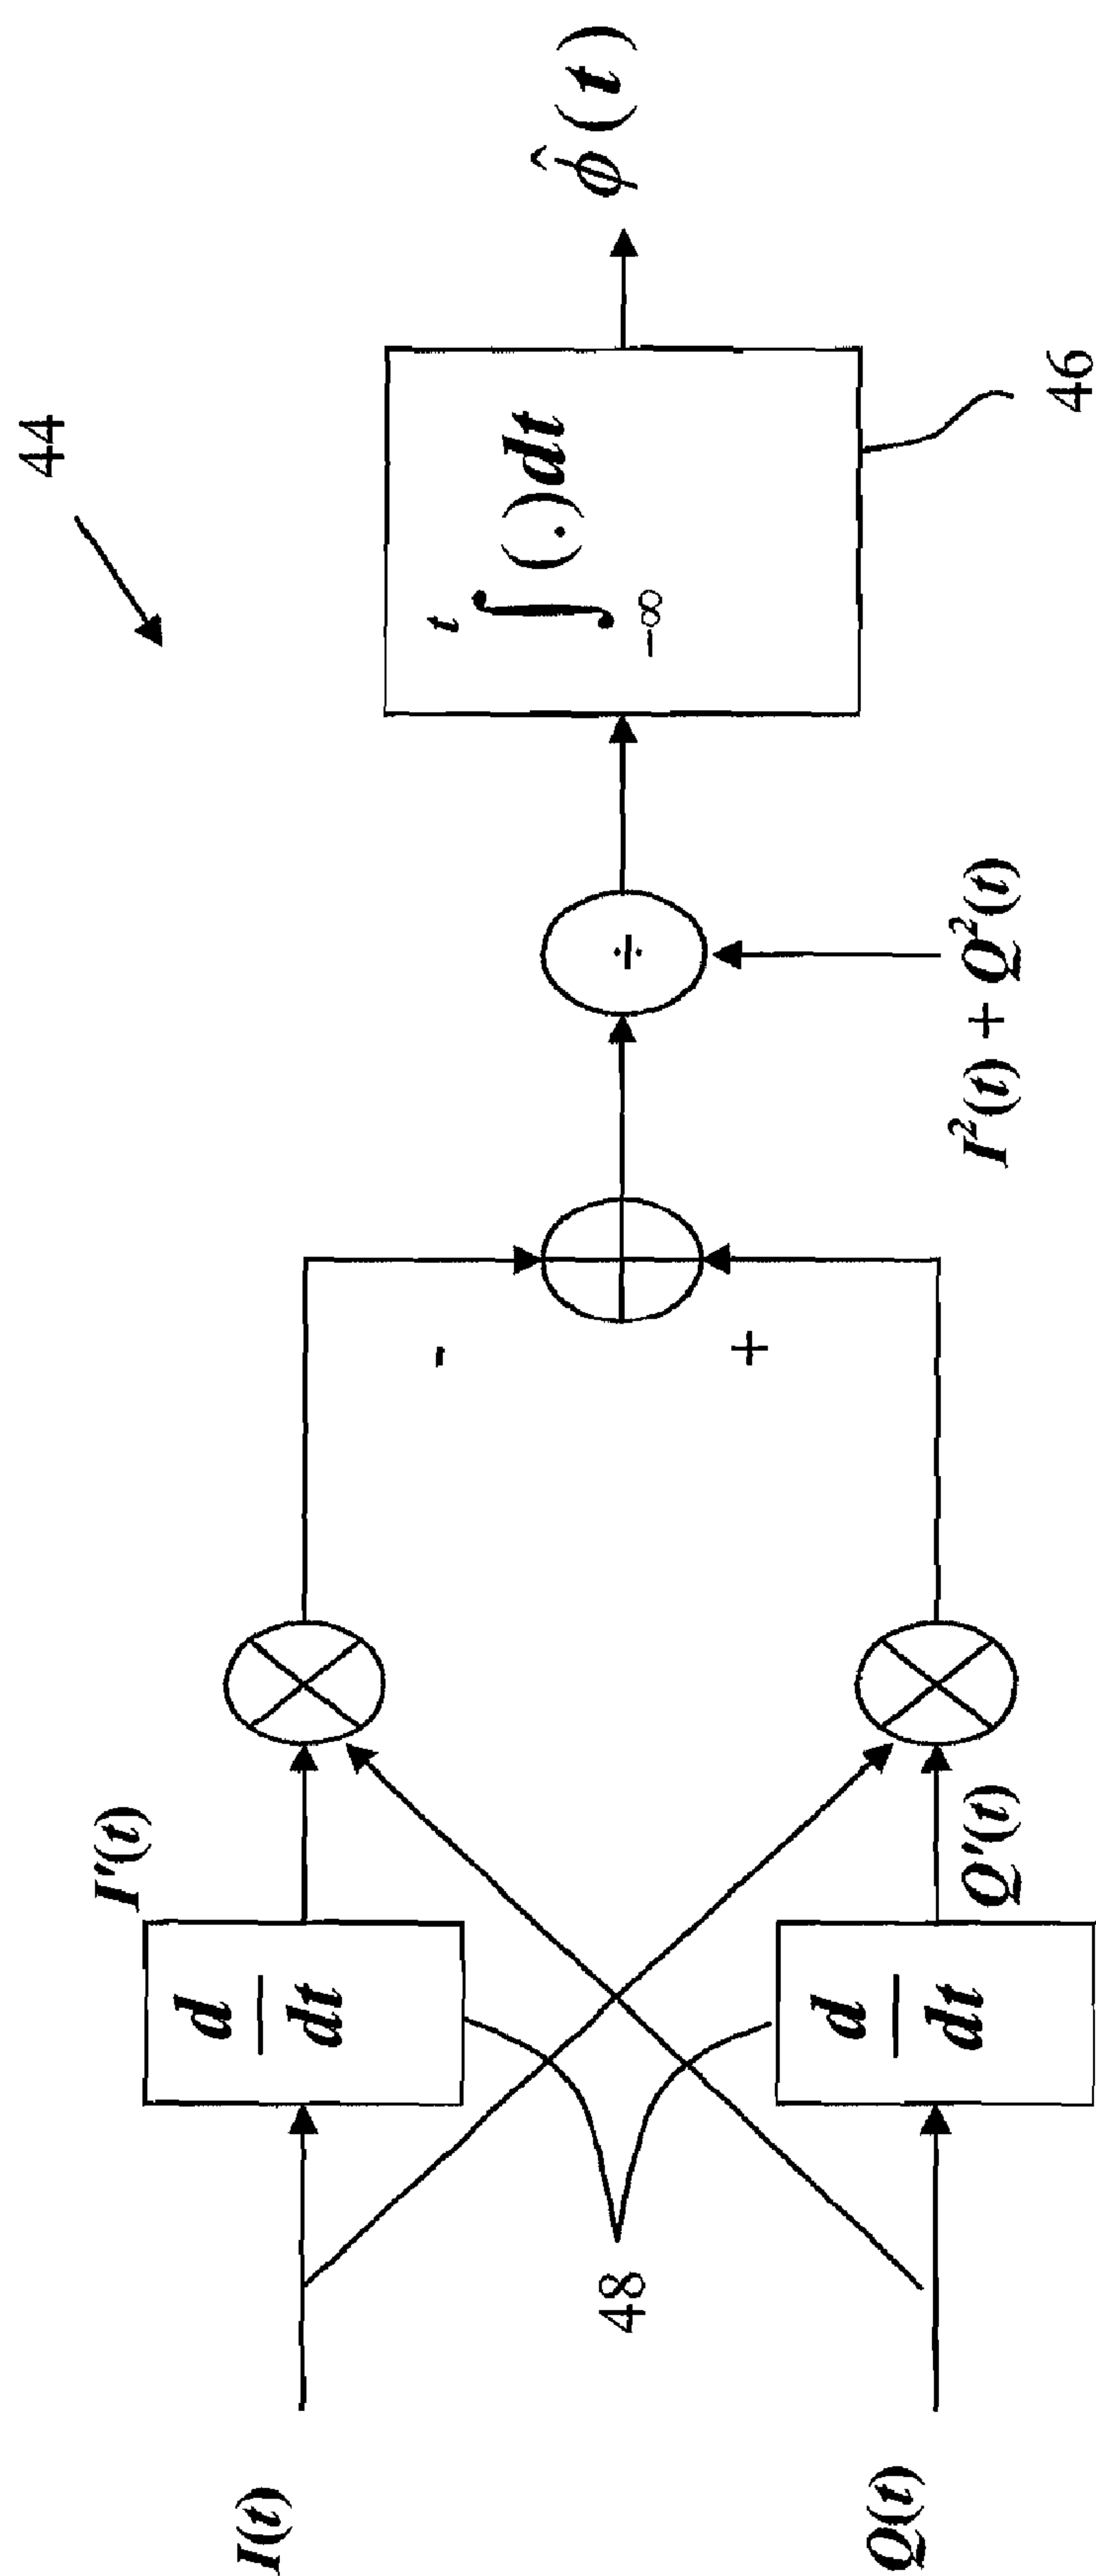 44
I(t)
d
dt
I'(t)
-
+
48
Q(t)
d
dt
Q'(t)
÷
I²(t) + Q²(t)
t
∫(.)dt
-∞
46
ϕ̂(t)